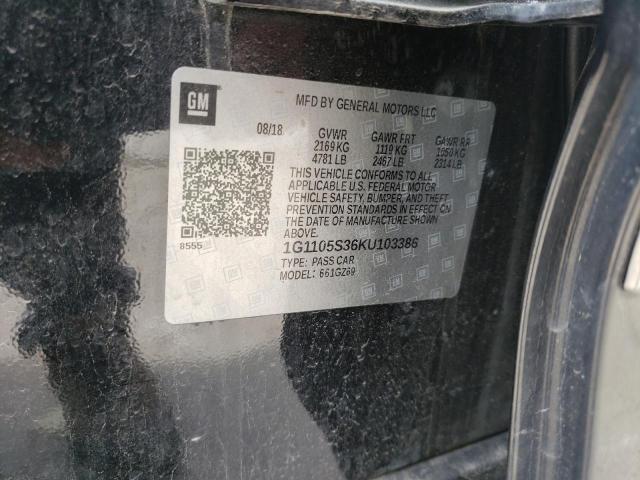 GM
MFD BY GENERAL MOTORS LLC
08/18 GVWR GAWR FRT GAWR RR
2169 KG 1119 KG 1050 KG
4781 LB 2467 LB 2314 LB
THIS VEHICLE CONFORMS TO ALL
APPLICABLE U.S. FEDERAL MOTOR
VEHICLE SAFETY, BUMPER, AND THEFT
PREVENTION STANDARDS IN EFFECT ON
THE DATE OF MANUFACTURE SHOWN
ABOVE.
8555
1G1105S36KU103386
TYPE: PASS CAR
MODEL: 661GZ69